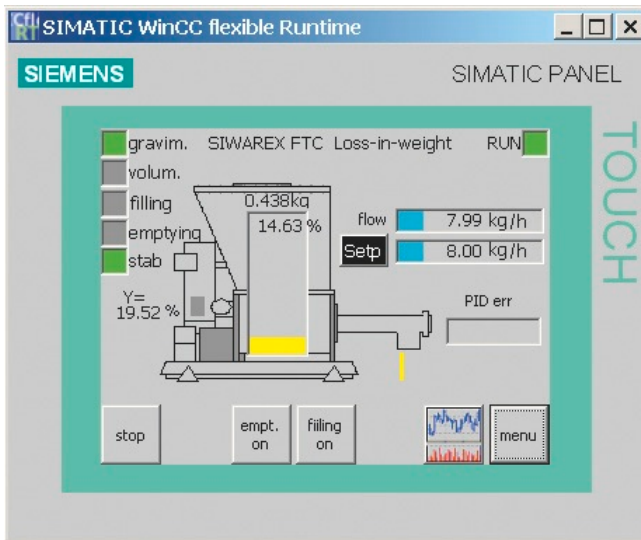 SIMATIC WinCC flexible Runtime
SIEMENS
SIMATIC PANEL
TOUCH
gravim.
SIWAREX FTC Loss-in-weight
RUN
volum.
filling
emptying
stab
0.438kg
14.63 %
flow
7.99 kg/h
Setp
8.00 kg/h
Y=
19.52 %
PID err
stop
empt.
on
fiiling
on
menu